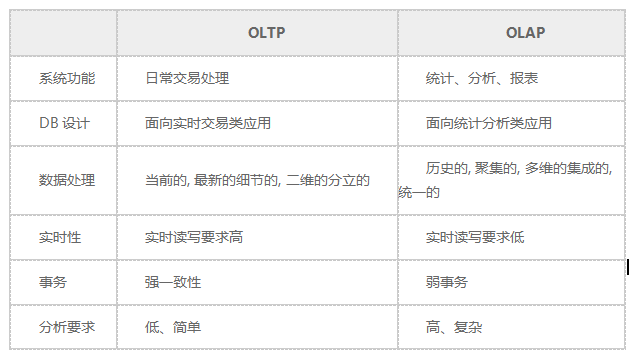 OLTP OLAP
系统功能 日常交易处理 统计、分析、报表
DB 设计 面向实时交易类应用 面向统计分析类应用
数据处理 当前的, 最新的细节的, 二维的分立的 历史的, 聚集的, 多维的集成的,
统一的
实时性 实时读写要求高 实时读写要求低
事务 强一致性 弱事务
分析要求 低、简单 高、复杂